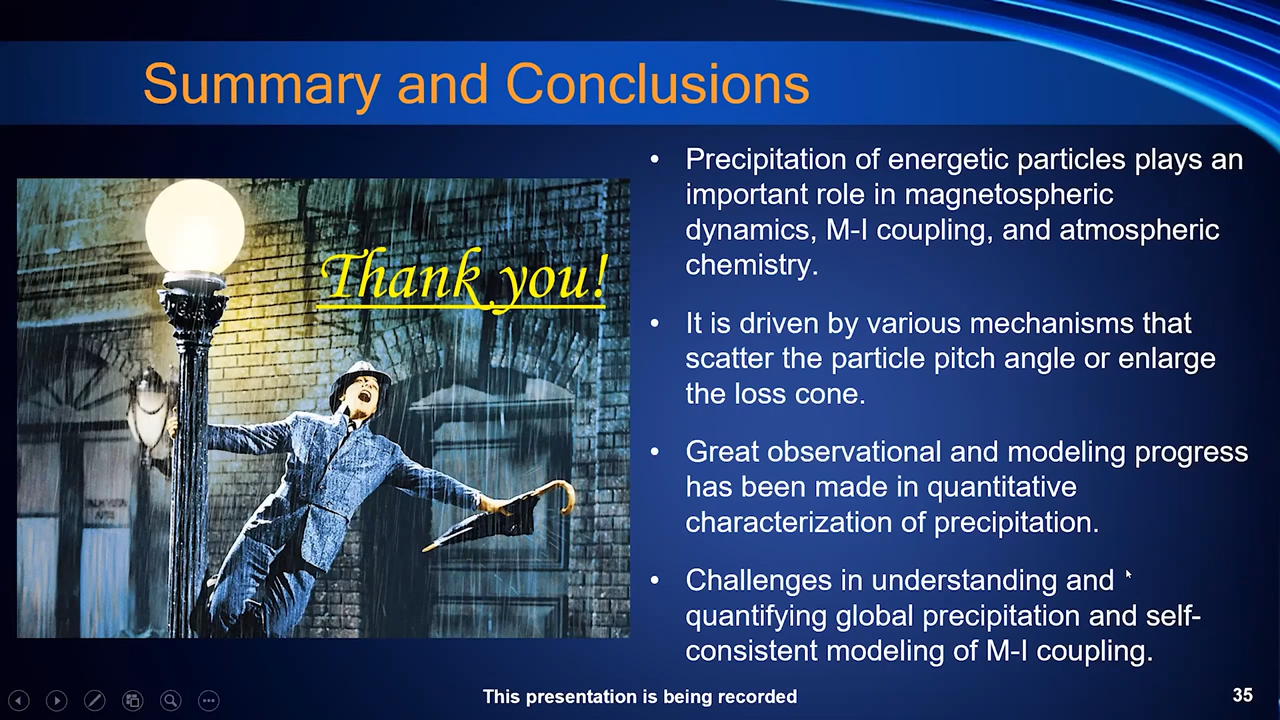 Summary and Conclusions
Thank you!
• Precipitation of energetic particles plays an
important role in magnetospheric
dynamics, M-I coupling, and atmospheric
chemistry.
• It is driven by various mechanisms that
scatter the particle pitch angle or enlarge
the loss cone.
• Great observational and modeling progress
has been made in quantitative
characterization of precipitation.
• Challenges in understanding and
quantifying global precipitation and self-
consistent modeling of M-I coupling.
This presentation is being recorded
35